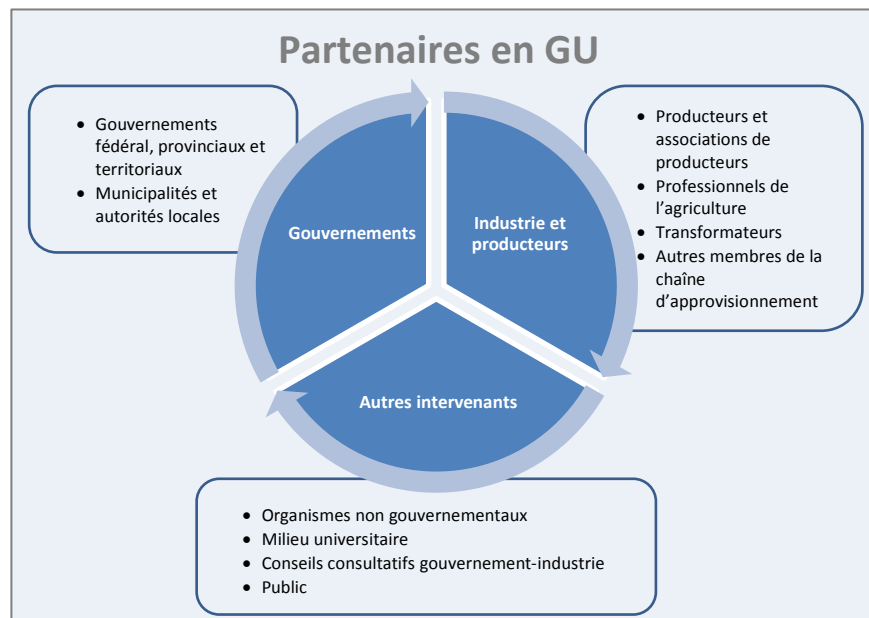 Partenaires en GU
• Gouvernements
fédéral, provinciaux et
territoriaux
• Municipalités et
autorités locales
Gouvernements
Industrie et
producteurs
• Producteurs et
associations de
producteurs
• Professionnels de
l’agriculture
• Transformateurs
• Autres membres de la
chaîne
d’approvisionnement
Autres intervenants
• Organismes non gouvernementaux
• Milieu universitaire
• Conseils consultatifs gouvernement-industrie
• Public